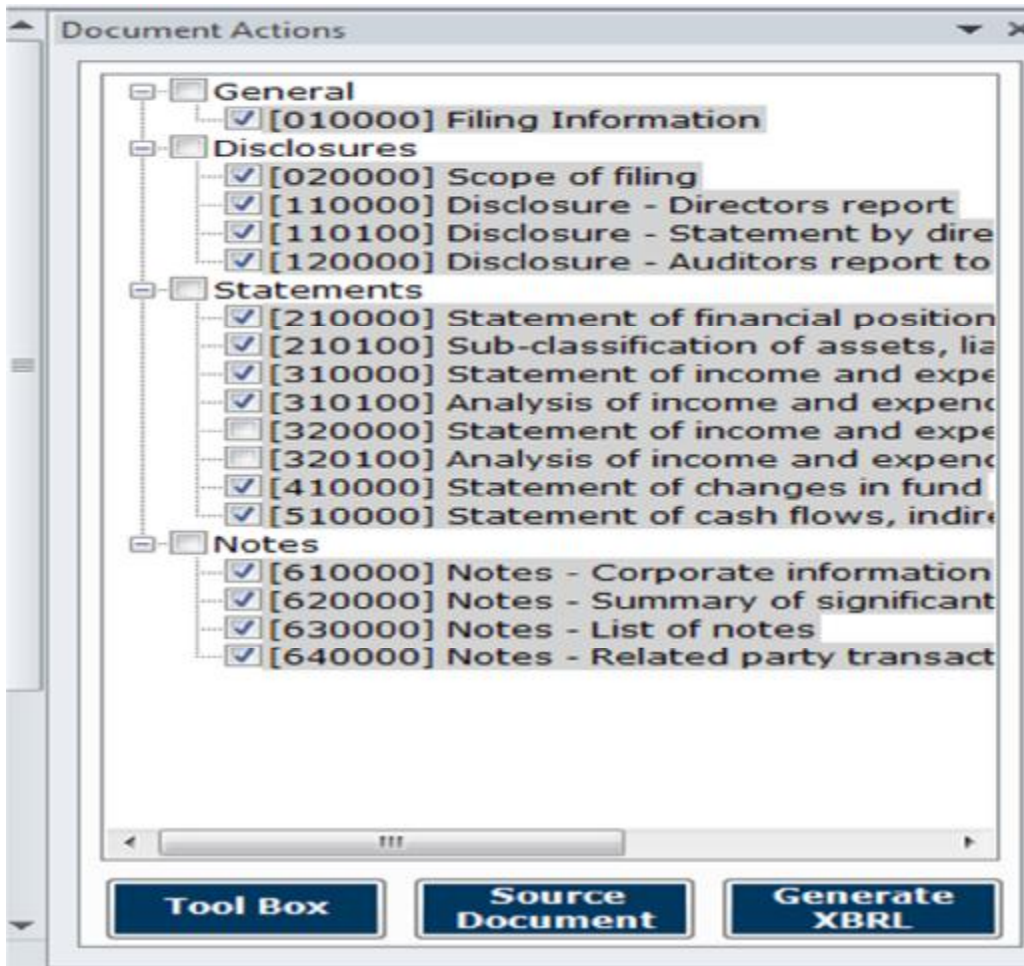 Document Actions
General
[010000] Filing Information
Disclosures
[020000] Scope of filing
[110000] Disclosure - Directors report
[110100] Disclosure - Statement by dire
[120000] Disclosure - Auditors report to
Statements
[210000] Statement of financial position
[210100] Sub-classification of assets, lia
[310000] Statement of income and expe
[310100] Analysis of income and expend
[320000] Statement of income and expe
[320100] Analysis of income and expend
[410000] Statement of changes in fund
[510000] Statement of cash flows, indire
Notes
[610000] Notes - Corporate information
[620000] Notes - Summary of significant
[630000] Notes - List of notes
[640000] Notes - Related party transact
Tool Box
Source
Document
Generate
XBRL